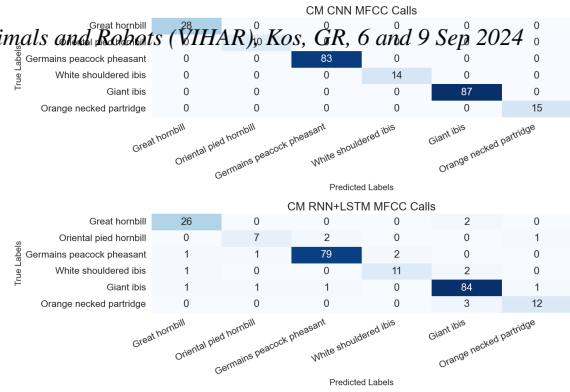 CM CNN MFCC Calls
Great hornbill 28 0 0 0 0 0
imals and Robots (VIHAR), Kos, GR, 6 and 9 Sep 2024
Oriental pied hornbill
Germains peacock pheasant 0 0 83 0 0 0
White shouldered ibis 0 0 0 14 0 0
Giant ibis 0 0 0 0 87 0
Orange necked partridge 0 0 0 0 0 15
True Labels
Great hornbill Oriental pied hornbill Germains peacock pheasant White shouldered ibis Giant ibis Orange necked partridge
Predicted Labels
CM RNN+LSTM MFCC Calls
Great hornbill 26 0 0 0 2 0
Oriental pied hornbill 0 7 2 0 0 1
Germains peacock pheasant 1 1 79 2 0 0
White shouldered ibis 1 0 0 11 2 0
Giant ibis 1 1 1 0 84 1
Orange necked partridge 0 0 0 0 3 12
True Labels
Great hornbill Oriental pied hornbill Germains peacock pheasant White shouldered ibis Giant ibis Orange necked partridge
Predicted Labels